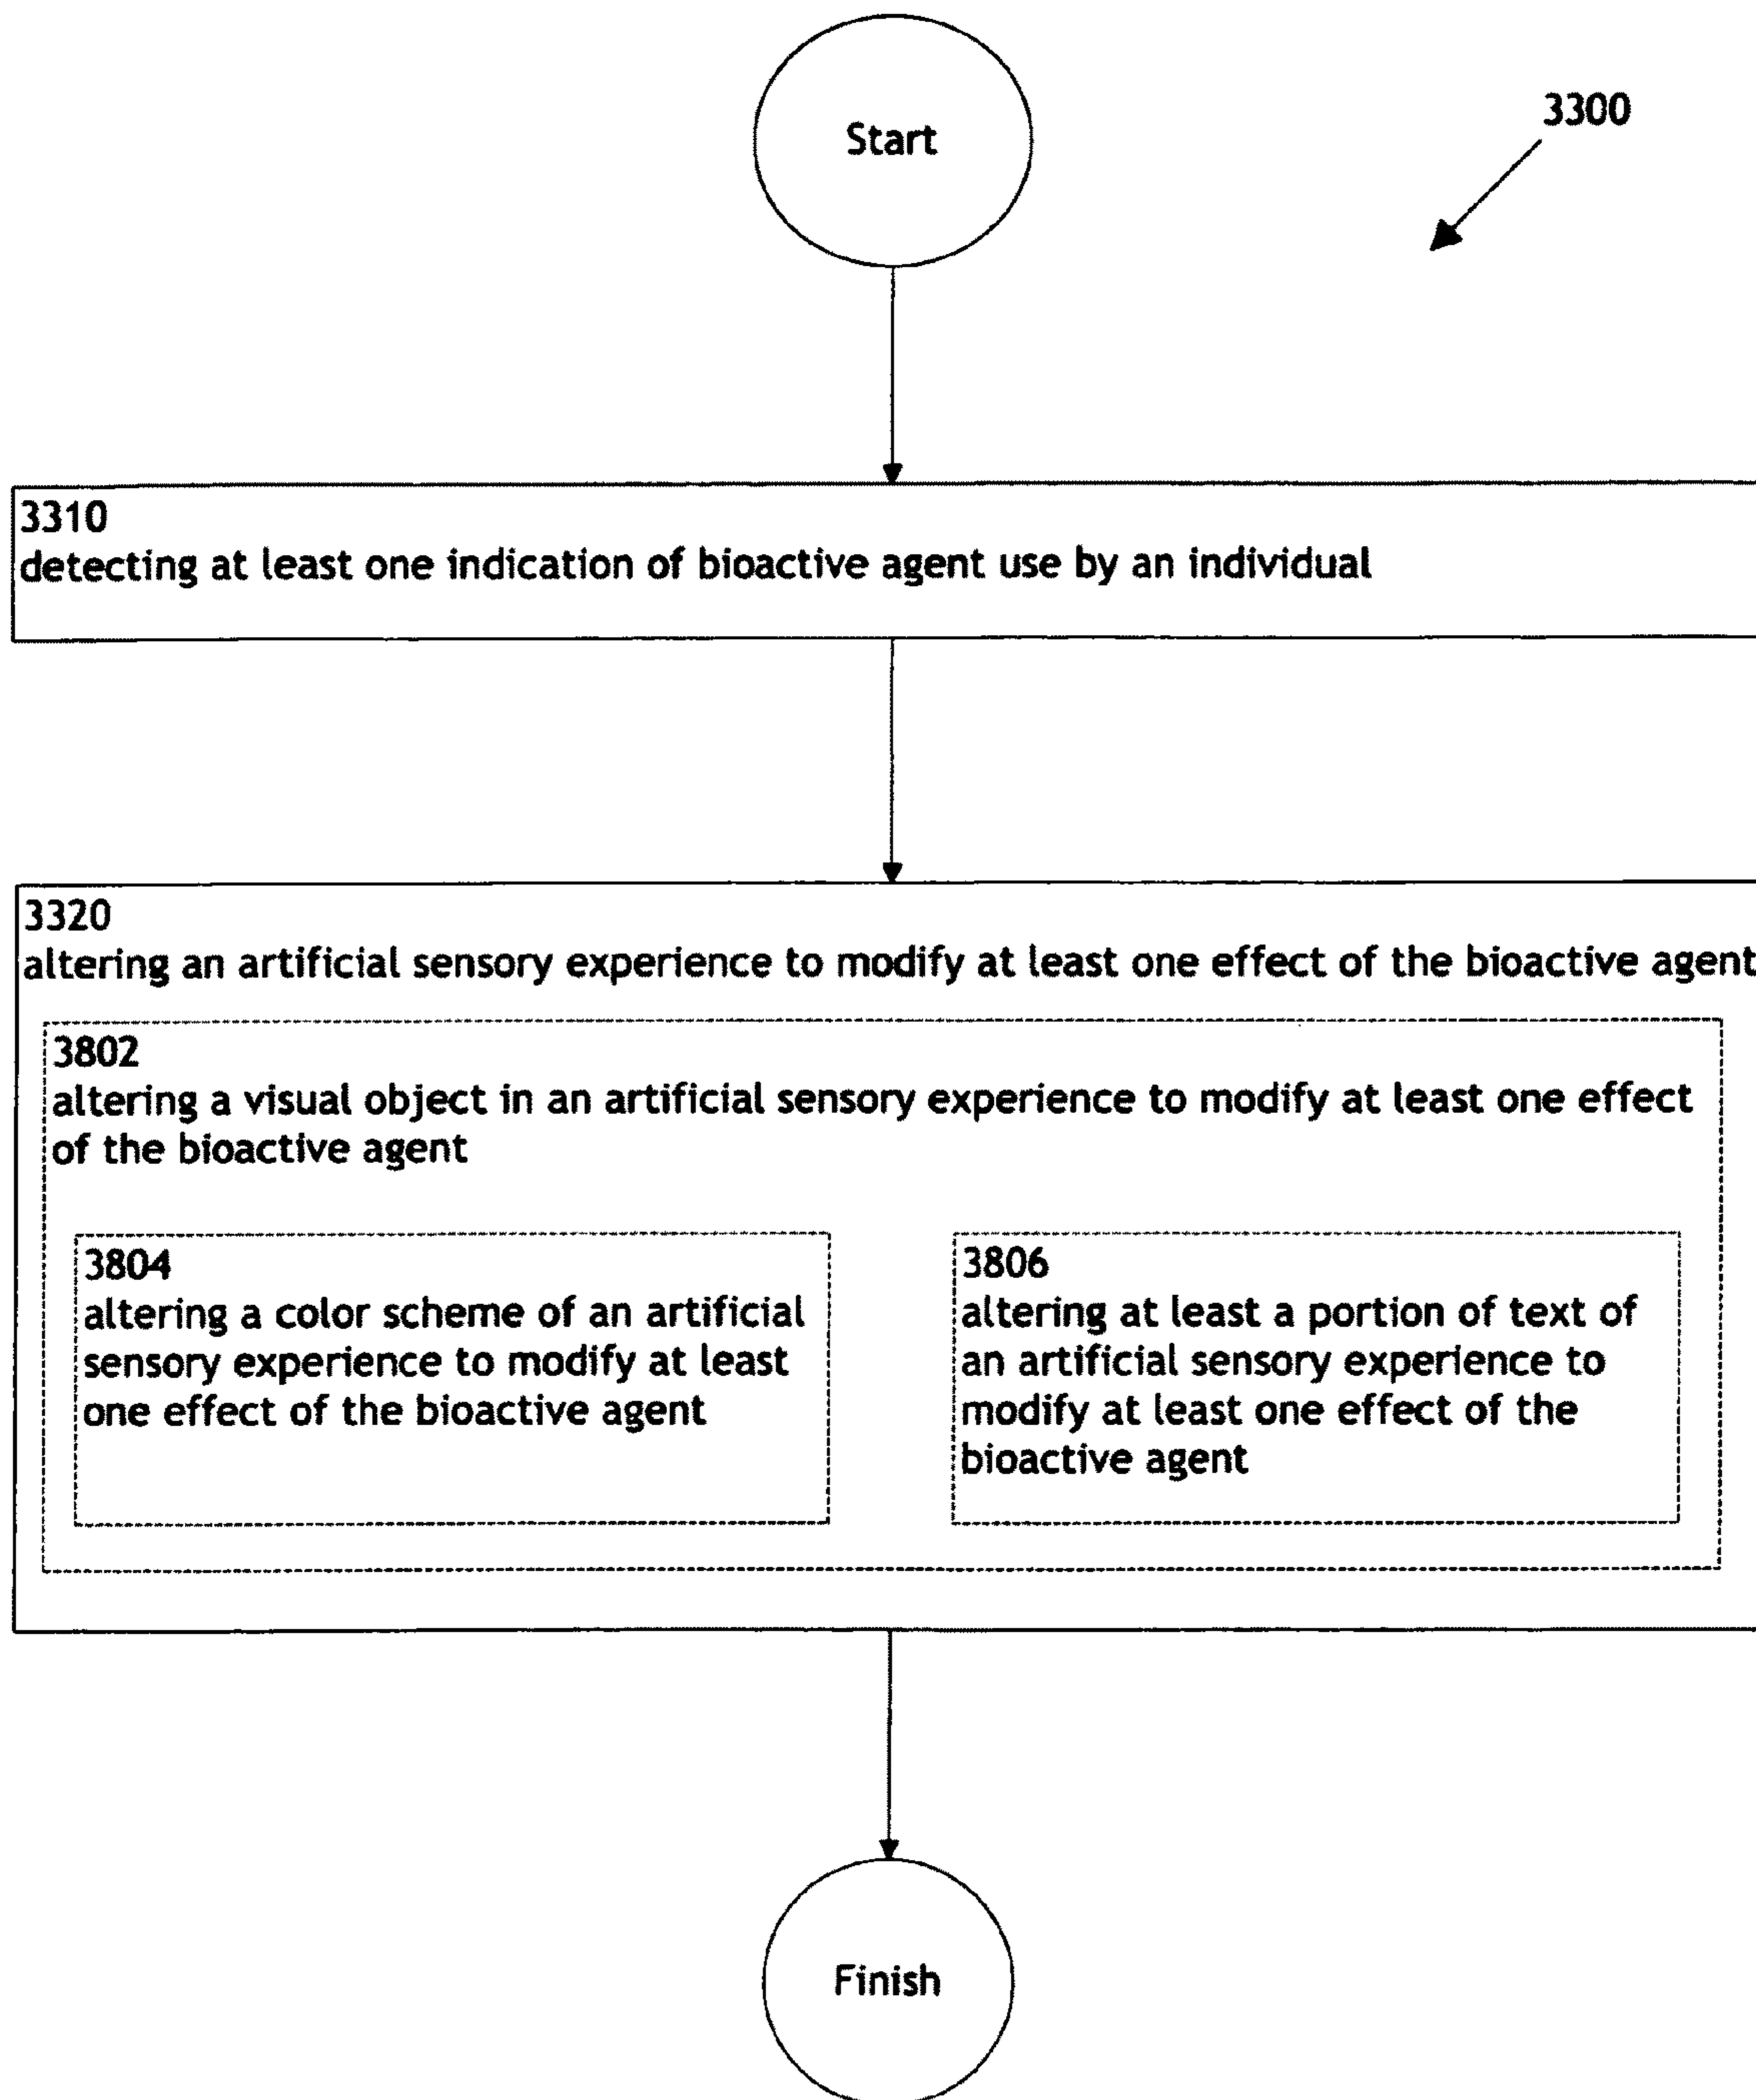 Start
3300
3310
detecting at least one indication of bioactive agent use by an individual
3320
altering an artificial sensory experience to modify at least one effect of the bioactive agent
3802
altering a visual object in an artificial sensory experience to modify at least one effect
of the bioactive agent
3804
altering a color scheme of an artificial
sensory experience to modify at least
one effect of the bioactive agent
3806
altering at least a portion of text of
an artificial sensory experience to
modify at least one effect of the
bioactive agent
Finish